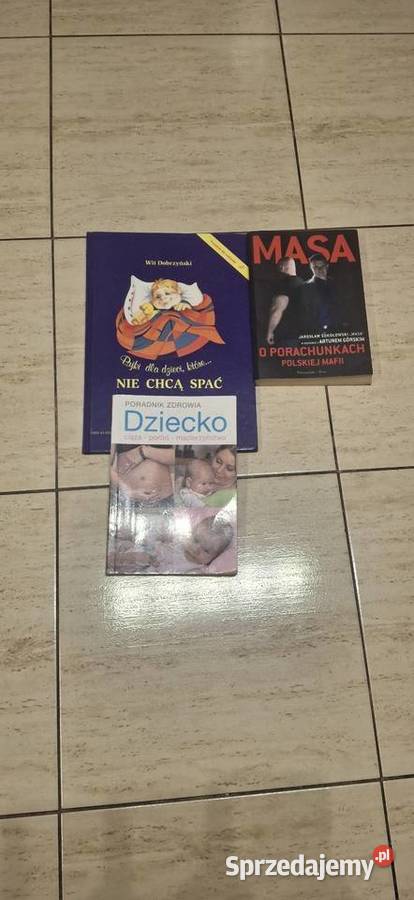 Wit Dobrzyński
Bajki dla dzieci, które...
NIE CHCĄ SPAĆ
MASA
JAROSŁAW SOKOŁOWSKI „MASA”
ARTUREM GÓRSKIM
O PORACHUNKACH
POLSKIEJ MAFII
PORADNIK ZDROWIA
Dziecko
ciąża - poród - macierzyństwo
Sprzedajemy.pl